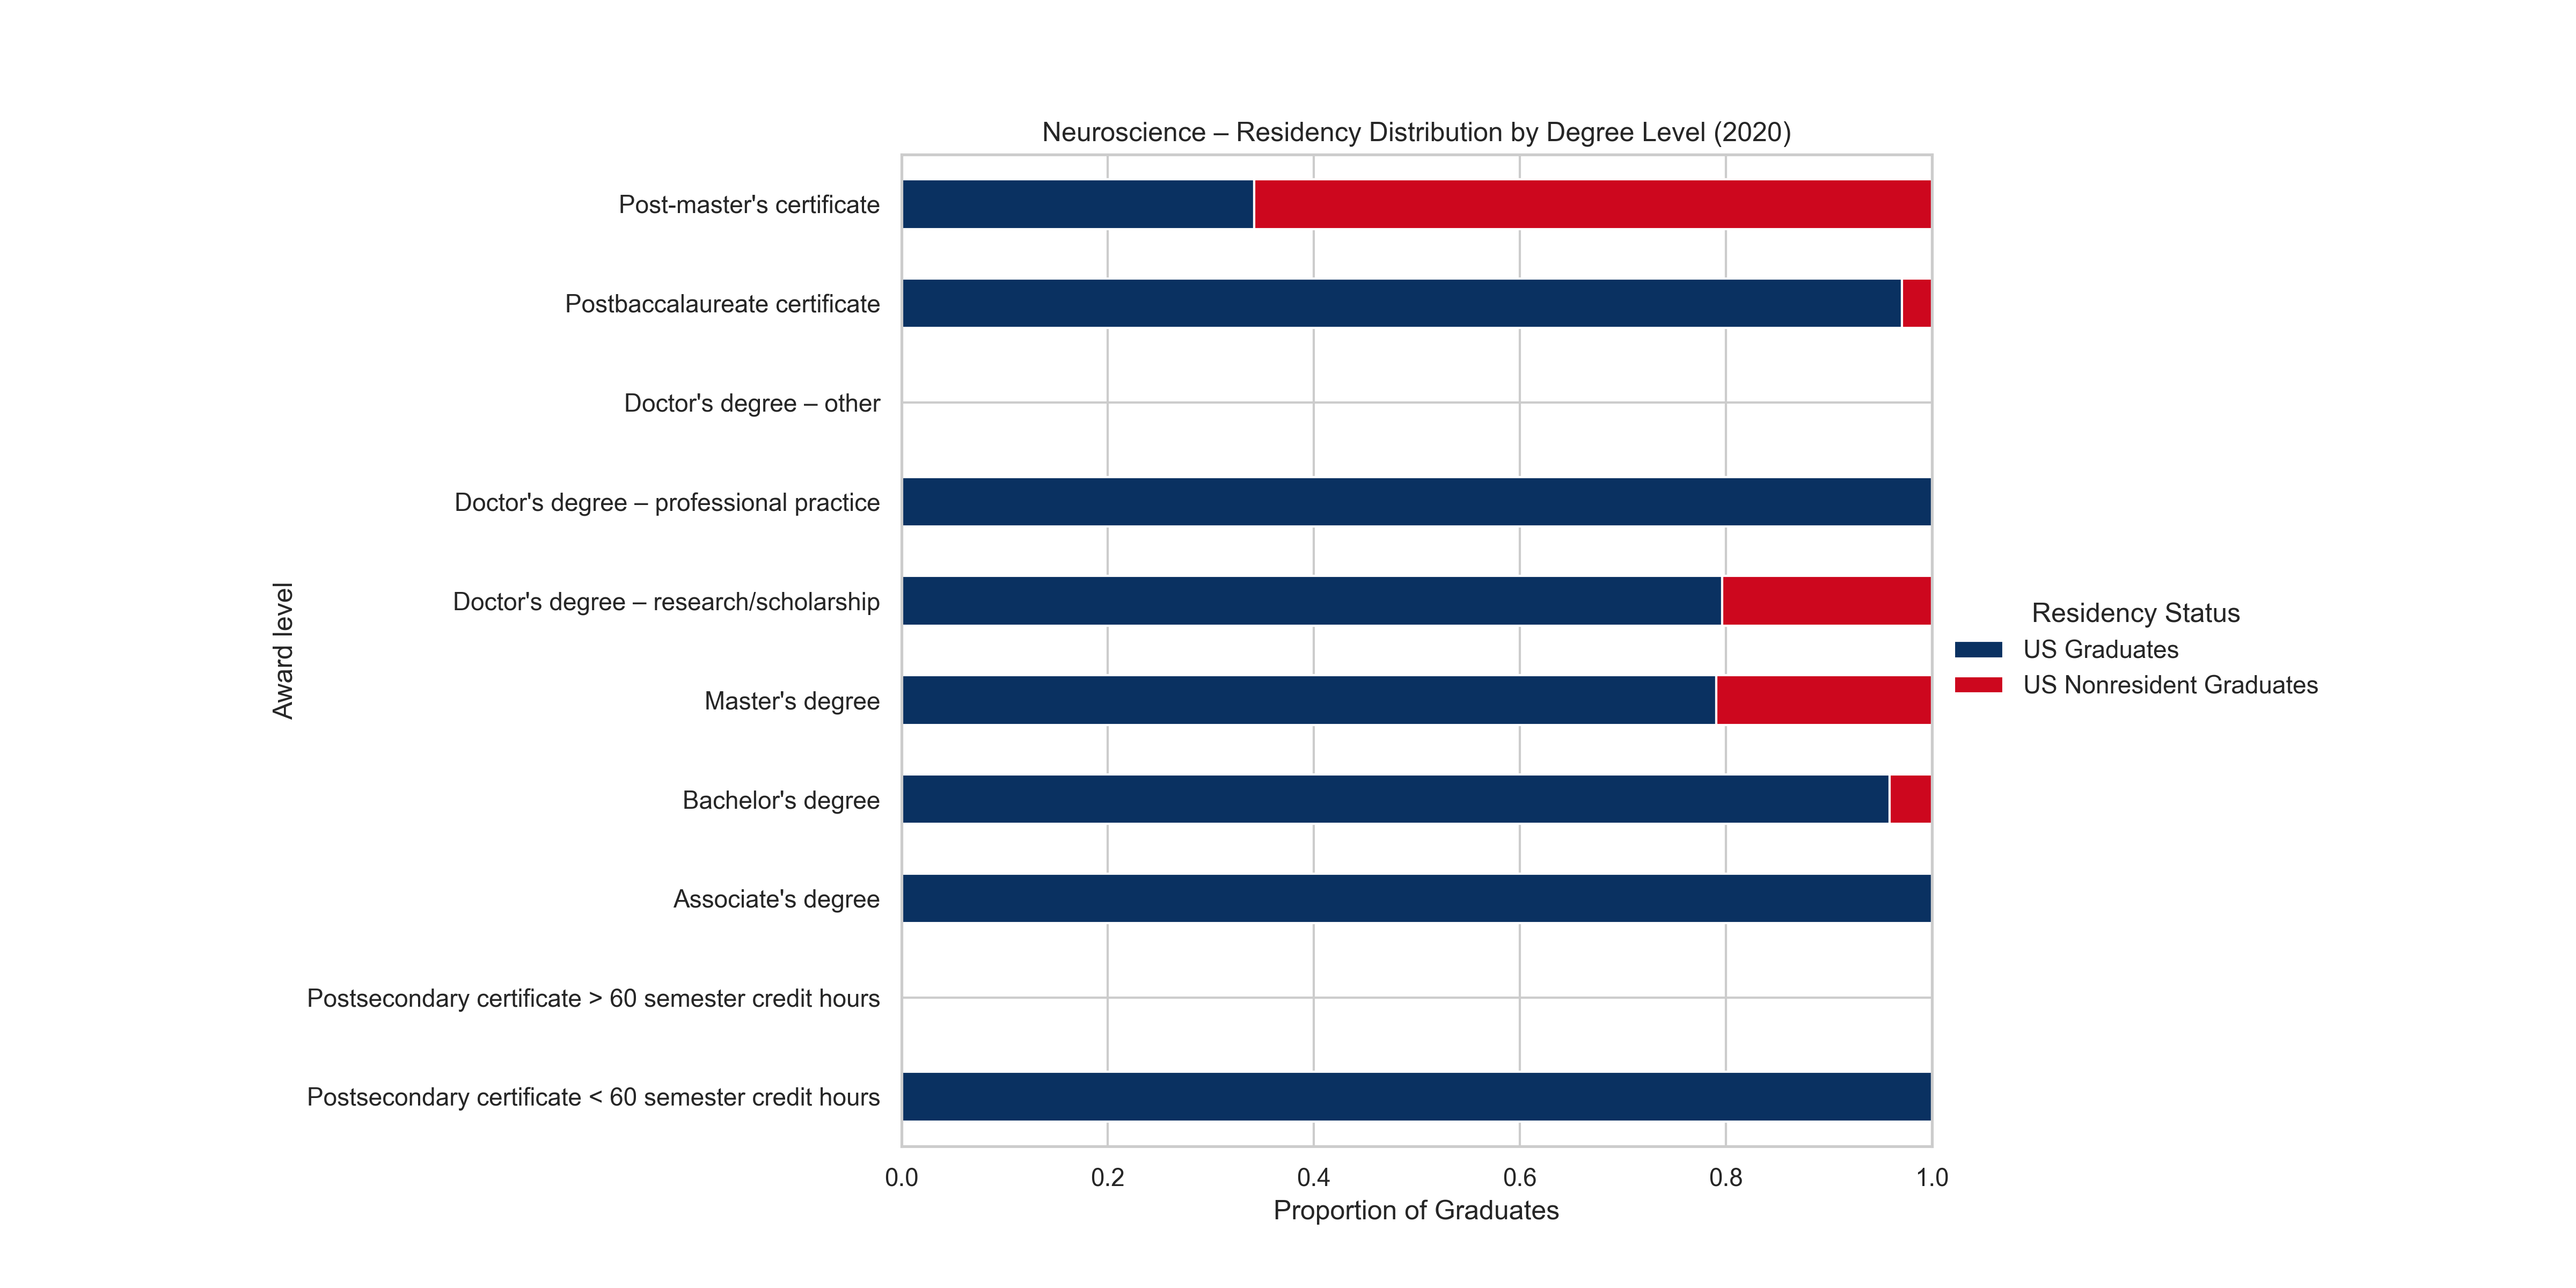 Neuroscience – Residency Distribution by Degree Level (2020)
Post-master's certificate
Postbaccalaureate certificate
Doctor's degree – other
Doctor's degree – professional practice
Doctor's degree – research/scholarship
Master's degree
Bachelor's degree
Associate's degree
Postsecondary certificate > 60 semester credit hours
Postsecondary certificate < 60 semester credit hours
Award level
0.0 0.2 0.4 0.6 0.8 1.0
Proportion of Graduates
Residency Status
US Graduates
US Nonresident Graduates